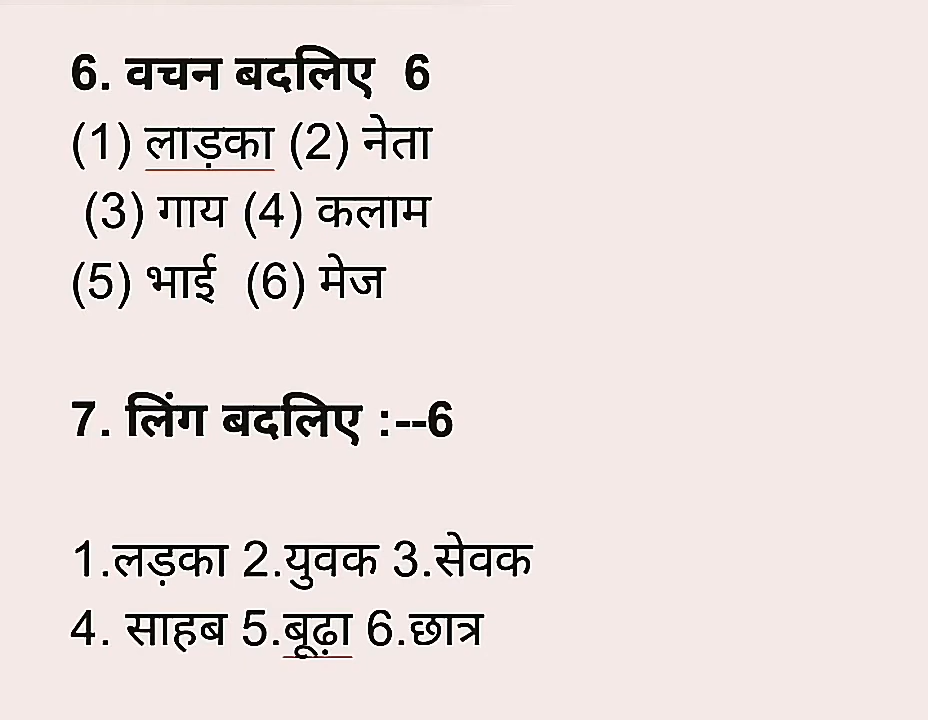 6. वचन बदलिए 6
(1) लाड़का (2) नेता
(3) गाय (4) कलाम
(5) भाई (6) मेज
7. लिंग बदलिए :--6
1.लड़का 2.युवक 3.सेवक
4. साहब 5.बूढ़ा 6.छात्र